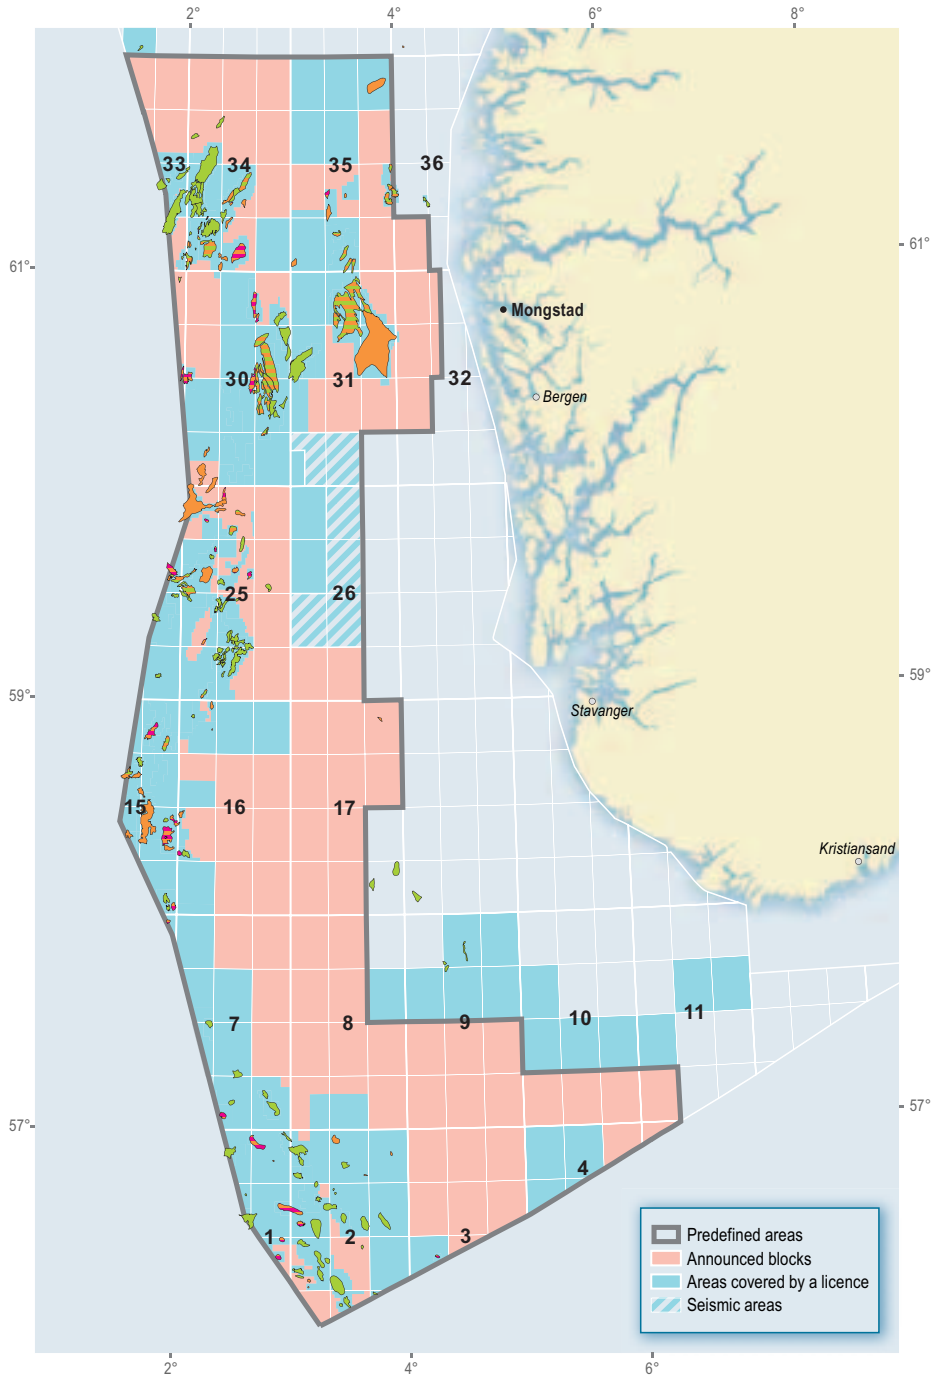 2° 4° 6° 8°
33 34 35 36
61° 61°
Mongstad
30 31 32
Bergen
25 26
59° 59°
Stavanger
15 16 17
Kristiansand
7 8 9 10 11
57° 57°
4
1 2 3
Predefined areas
Announced blocks
Areas covered by a licence
Seismic areas
2° 4° 6°